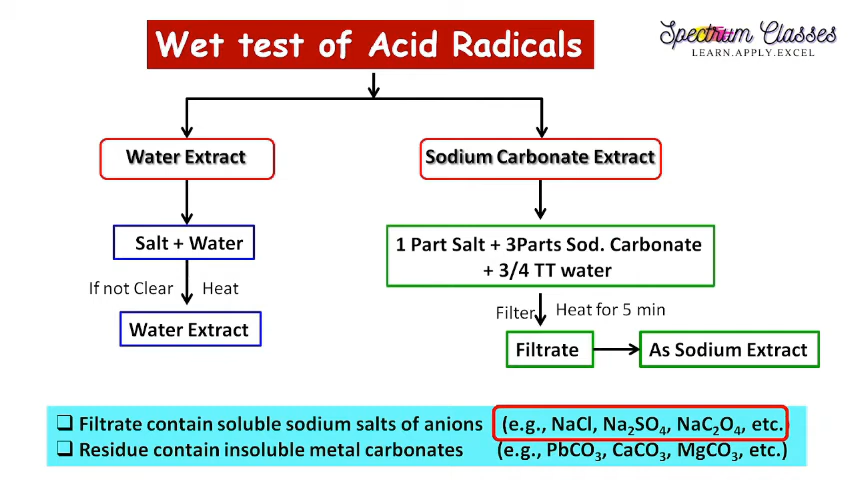 Wet test of Acid Radicals
Spectrum Classes
LEARN.APPLY.EXCEL
Water Extract
Sodium Carbonate Extract
Salt + Water
1 Part Salt + 3Parts Sod. Carbonate
+ 3/4 TT water
If not Clear Heat
Water Extract
Filter Heat for 5 min
Filtrate
As Sodium Extract
❑ Filtrate contain soluble sodium salts of anions (e.g., NaCl, Na₂SO₄, NaC₂O₄, etc.)
❑ Residue contain insoluble metal carbonates (e.g., PbCO₃, CaCO₃, MgCO₃, etc.)